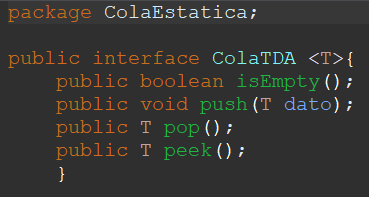 package ColaEstatica;
public interface ColaTDA <T>{
public boolean isEmpty();
public void push(T dato);
public T pop();
public T peek();
}